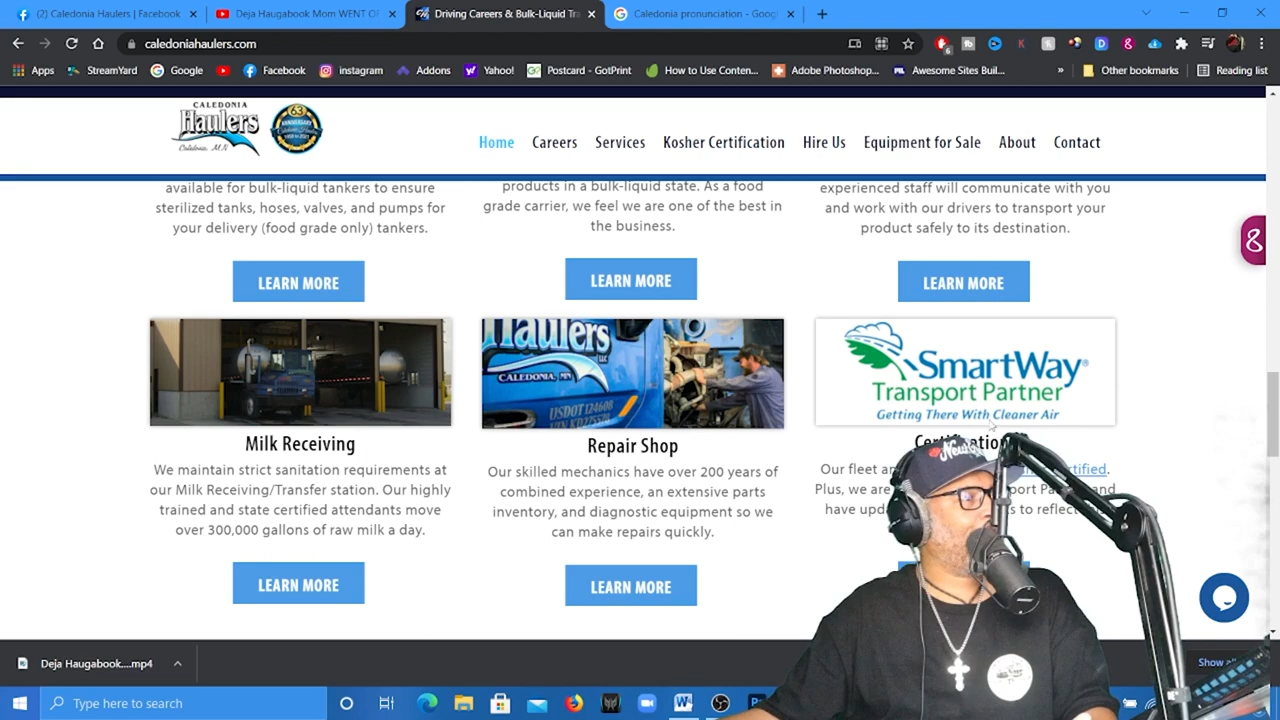 (2) Caledonia Haulers | Facebook
Deja Haugabook Mom WENT OF
Driving Careers & Bulk-Liquid Tra
Caledonia pronunciation - Goog
caledoniahaulers.com
Apps
StreamYard
Google
Facebook
instagram
Addons
Yahoo!
Postcard - GotPrint
How to Use Conten...
Adobe Photoshop...
Awesome Sites Buil...
Other bookmarks
Reading list
CALEDONIA
Haulers
Caledonia, MN
63
Home Careers Services Kosher Certification Hire Us Equipment for Sale About Contact
available for bulk-liquid tankers to ensure
sterilized tanks, hoses, valves, and pumps for
your delivery (food grade only) tankers.
LEARN MORE
products in a bulk-liquid state. As a food
grade carrier, we feel we are one of the best in
the business.
LEARN MORE
experienced staff will communicate with you
and work with our drivers to transport your
product safely to its destination.
LEARN MORE
Milk Receiving
We maintain strict sanitation requirements at
our Milk Receiving/Transfer station. Our highly
trained and state certified attendants move
over 300,000 gallons of raw milk a day.
LEARN MORE
Haulers LLC
CALEDONIA, MN
USDOT 124608
Repair Shop
Our skilled mechanics have over 200 years of
combined experience, an extensive parts
inventory, and diagnostic equipment so we
can make repairs quickly.
LEARN MORE
SmartWay®
Transport Partner
Getting There With Cleaner Air
Our fleet
Plus, we are
and
have
to
Deja Haugabook....mp4
Type here to search